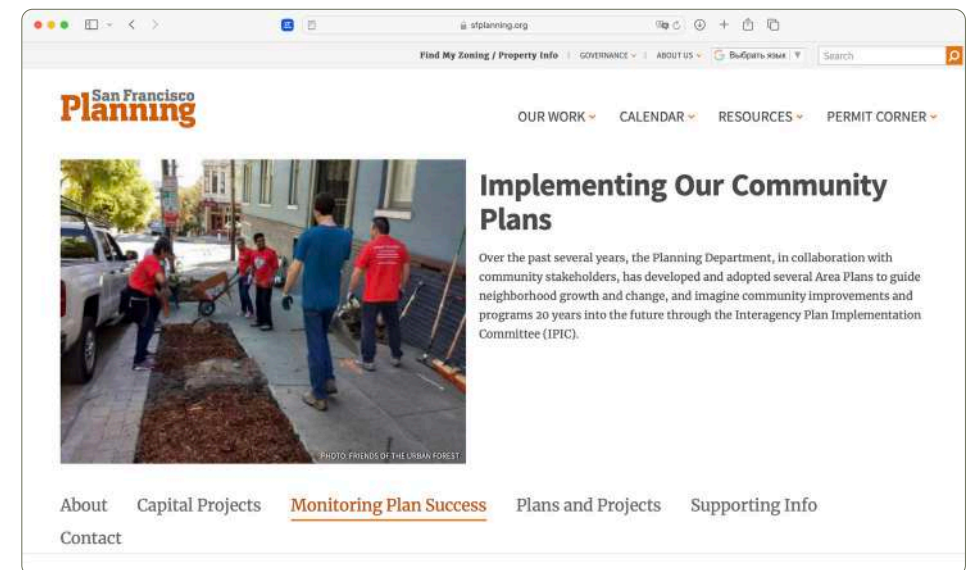 sfplanning.org
Find My Zoning / Property Info | GOVERNANCE | ABOUT US | Выбрать язык | Search
San Francisco
Planning
OUR WORK CALENDAR RESOURCES PERMIT CORNER
Implementing Our Community
Plans
Over the past several years, the Planning Department, in collaboration with
community stakeholders, has developed and adopted several Area Plans to guide
neighborhood growth and change, and imagine community improvements and
programs 20 years into the future through the Interagency Plan Implementation
Committee (IPIC).
PHOTO: FRIENDS OF THE URBAN FOREST
About Capital Projects Monitoring Plan Success Plans and Projects Supporting Info
Contact